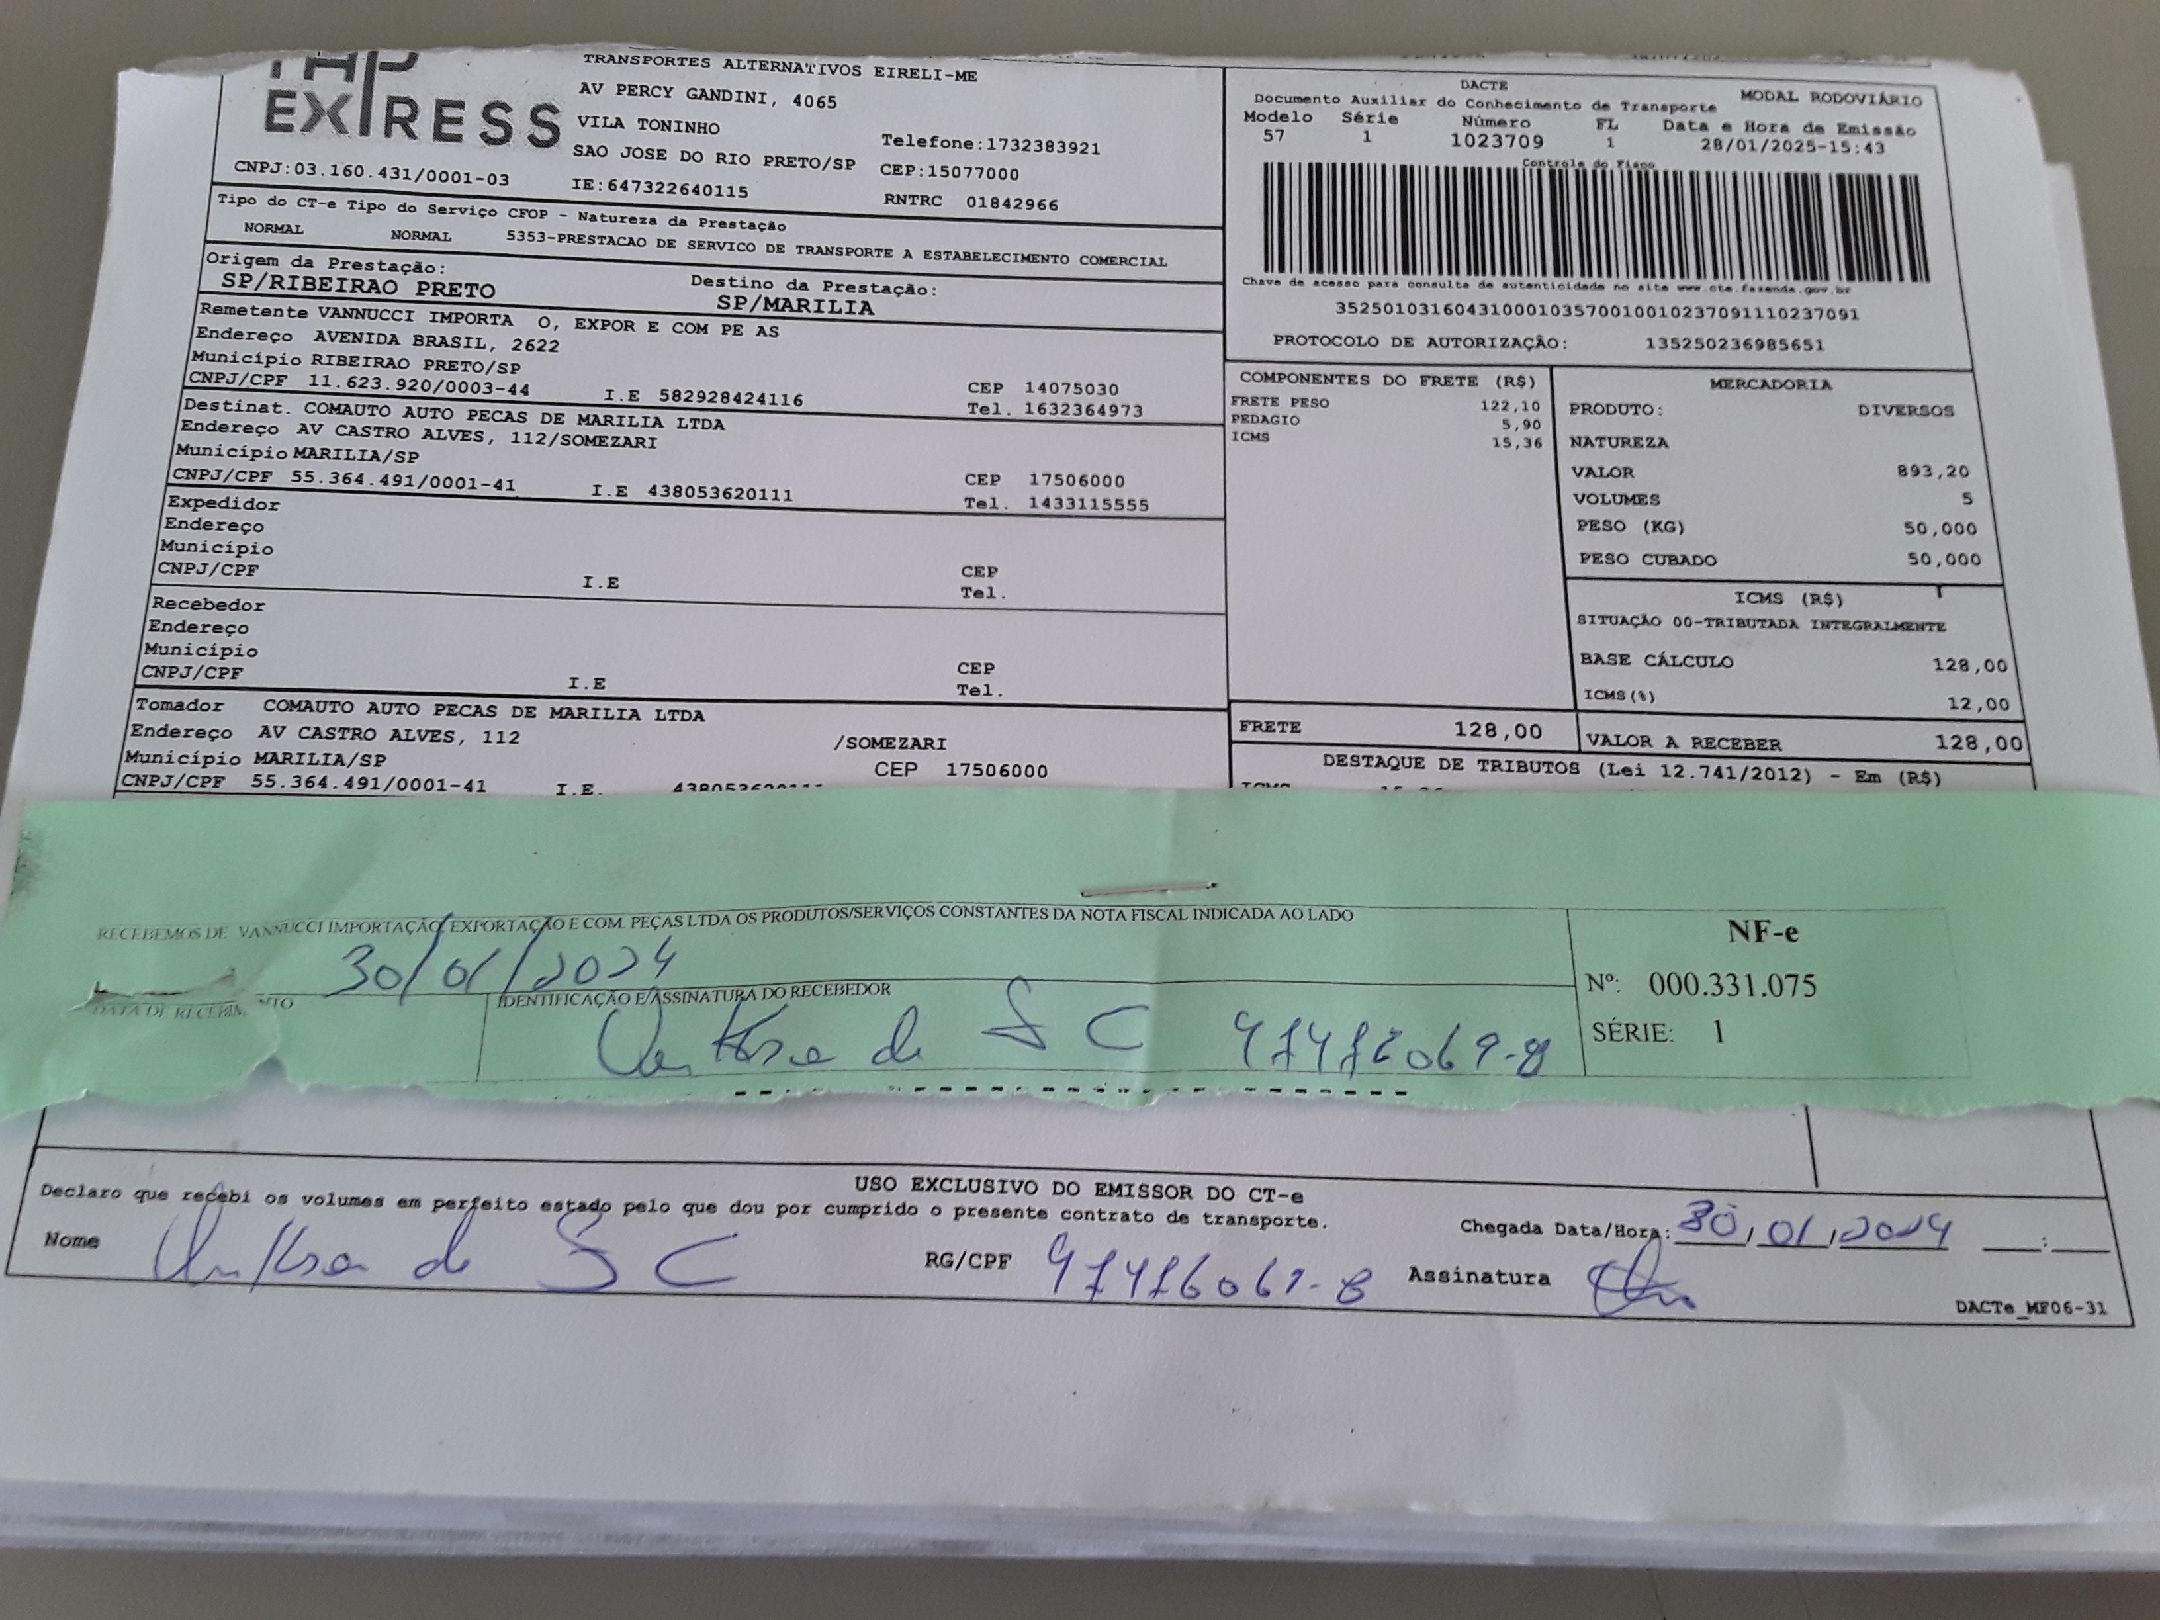 EXPRESS
TRANSPORTES ALTERNATIVOS EIRELI-ME
AV PERCY GANDINI, 4065
VILA TONINHO
Telefone:1732383921
SAO JOSE DO RIO PRETO/SP CEP:15077000
CNPJ:03.160.431/0001-03 IE:647322640115 RNTRC 01842966
Tipo do CT-e Tipo do Serviço CFOP - Natureza da Prestação
NORMAL NORMAL 5353-PRESTACAO DE SERVICO DE TRANSPORTE A ESTABELECIMENTO COMERCIAL
Origem da Prestação: Destino da Prestação:
SP/RIBEIRAO PRETO SP/MARILIA
Remetente VANNUCCI IMPORTA O, EXPOR E COM PE AS
Endereço AVENIDA BRASIL, 2622
Município RIBEIRAO PRETO/SP CEP 14075030
CNPJ/CPF 11.623.920/0003-44 I.E 582928424116 Tel. 1632364973
Destinat. COMAUTO AUTO PECAS DE MARILIA LTDA
Endereço AV CASTRO ALVES, 112/SOMEZARI
Município MARILIA/SP CEP 17506000
CNPJ/CPF 55.364.491/0001-41 I.E 438053620111 Tel. 1433115555
Expedidor
Endereço
Município CEP
CNPJ/CPF I.E Tel.
Recebedor
Endereço
Município CEP
CNPJ/CPF I.E Tel.
Tomador COMAUTO AUTO PECAS DE MARILIA LTDA
Endereço AV CASTRO ALVES, 112 /SOMEZARI
Município MARILIA/SP CEP 17506000
CNPJ/CPF 55.364.491/0001-41 I.E.
DACTE MODAL RODOVIÁRIO
Documento Auxiliar do Conhecimento de Transporte
Modelo Série Número FL Data e Hora de Emissão
57 1 1023709 1 28/01/2025-15:43
Controle do Fisco
Chave de acesso para consulta de autenticidade no site www.cte.fazenda.gov.br
35250103160431000103570010010237091110237091
PROTOCOLO DE AUTORIZAÇÃO: 135250236985651
COMPONENTES DO FRETE (R$)
FRETE PESO 122,10
PEDAGIO 5,90
ICMS 15,36
MERCADORIA
PRODUTO: DIVERSOS
NATUREZA
VALOR 893,20
VOLUMES 5
PESO (KG) 50,000
PESO CUBADO 50,000
ICMS (R$)
SITUAÇÃO 00-TRIBUTADA INTEGRALMENTE
BASE CÁLCULO 128,00
ICMS(%) 12,00
FRETE 128,00 VALOR A RECEBER 128,00
DESTAQUE DE TRIBUTOS (Lei 12.741/2012) - Em (R$)
RECEBEMOS DE VANNUCCI IMPORTAÇÃO, EXPORTAÇÃO E COM. PEÇAS LTDA OS PRODUTOS/SERVIÇOS CONSTANTES DA NOTA FISCAL INDICADA AO LADO
30/01/2024
DATA DE RECEBIMENTO IDENTIFICAÇÃO E ASSINATURA DO RECEBEDOR
NF-e
Nº: 000.331.075
SÉRIE: 1
USO EXCLUSIVO DO EMISSOR DO CT-e
Declaro que recebi os volumes em perfeito estado pelo que dou por cumprido o presente contrato de transporte.
Chegada Data/Hora: 30/01/2024 :
Nome RG/CPF Assinatura
DACTe_MF06-31